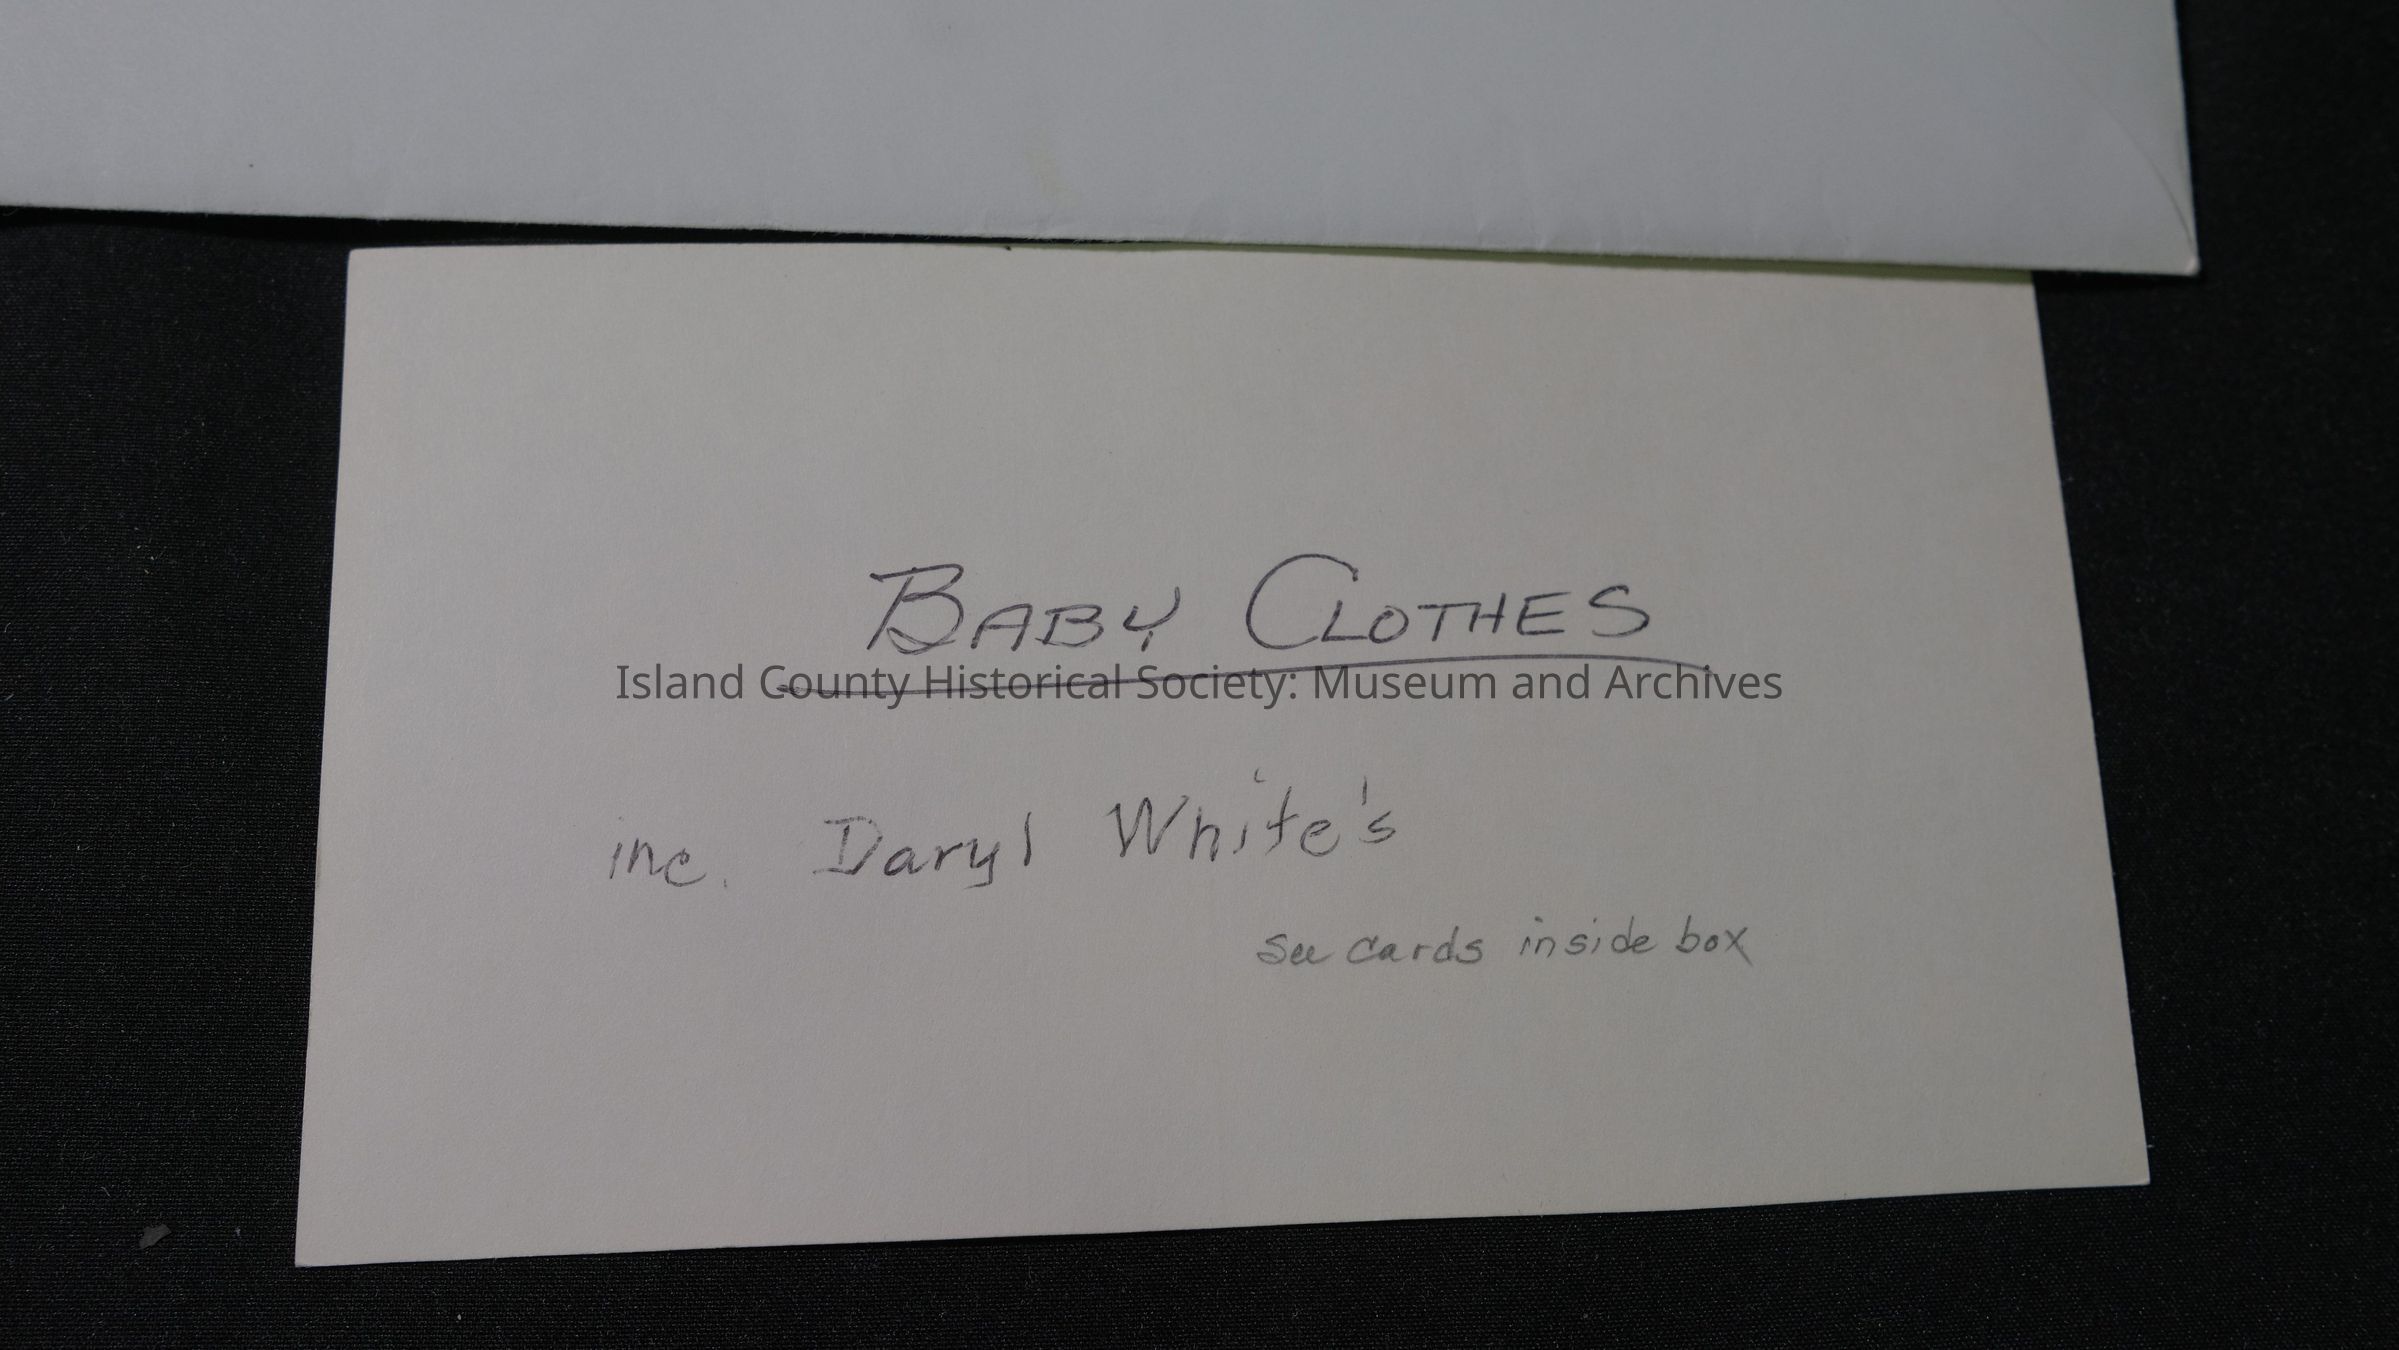 BABY CLOTHES
Island County Historical Society: Museum and Archives
inc. Daryl White's
see cards inside box